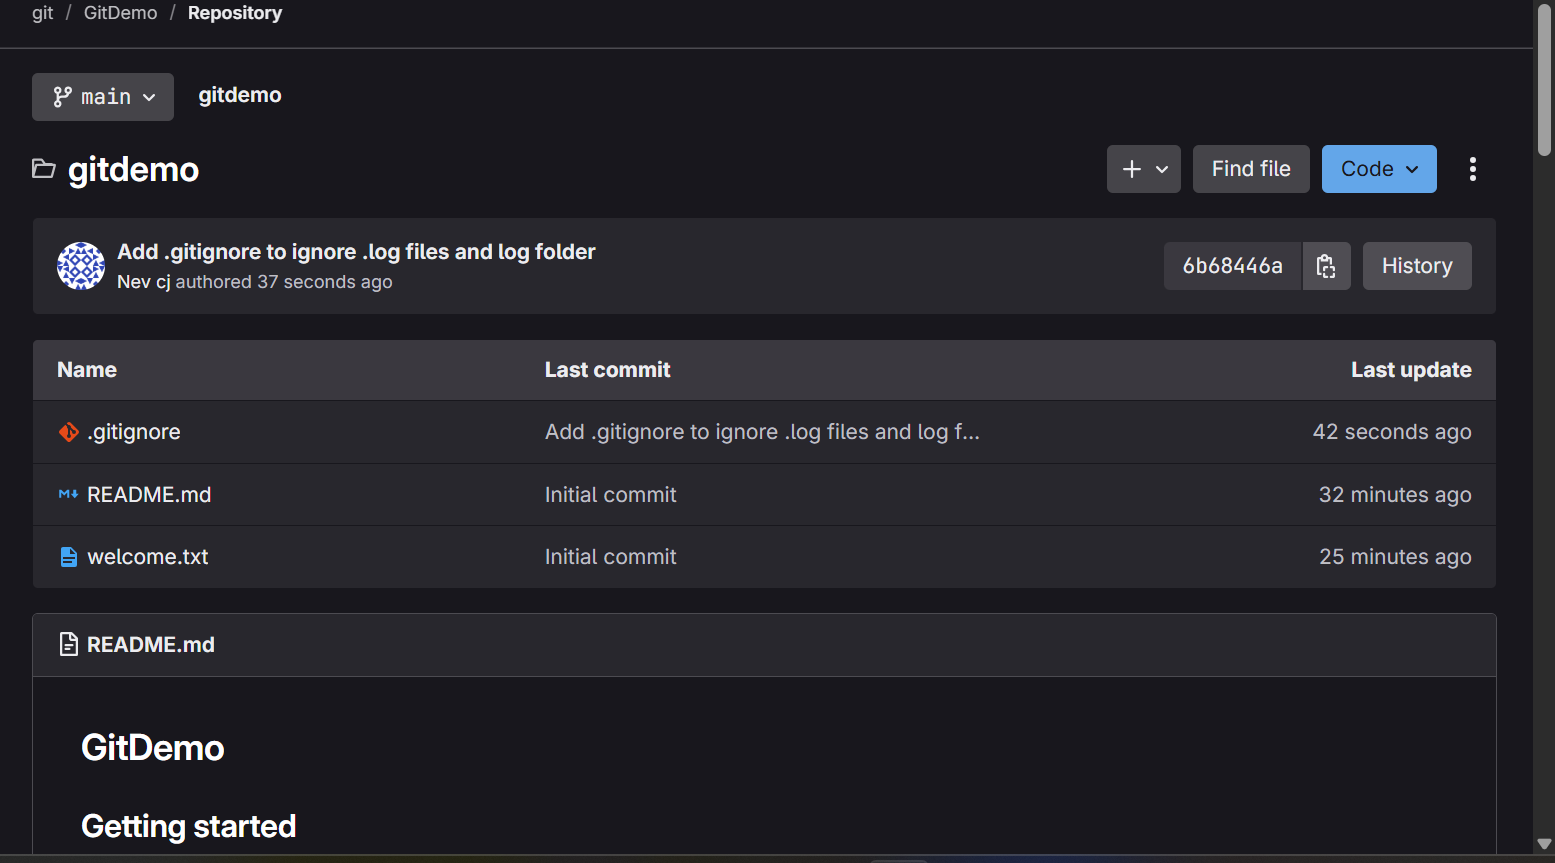 git / GitDemo / Repository
main gitdemo
gitdemo + Find file Code
Add .gitignore to ignore .log files and log folder
Nev cj authored 37 seconds ago
6b68446a History
Name Last commit Last update
.gitignore Add .gitignore to ignore .log files and log f... 42 seconds ago
README.md Initial commit 32 minutes ago
welcome.txt Initial commit 25 minutes ago
README.md
GitDemo
Getting started